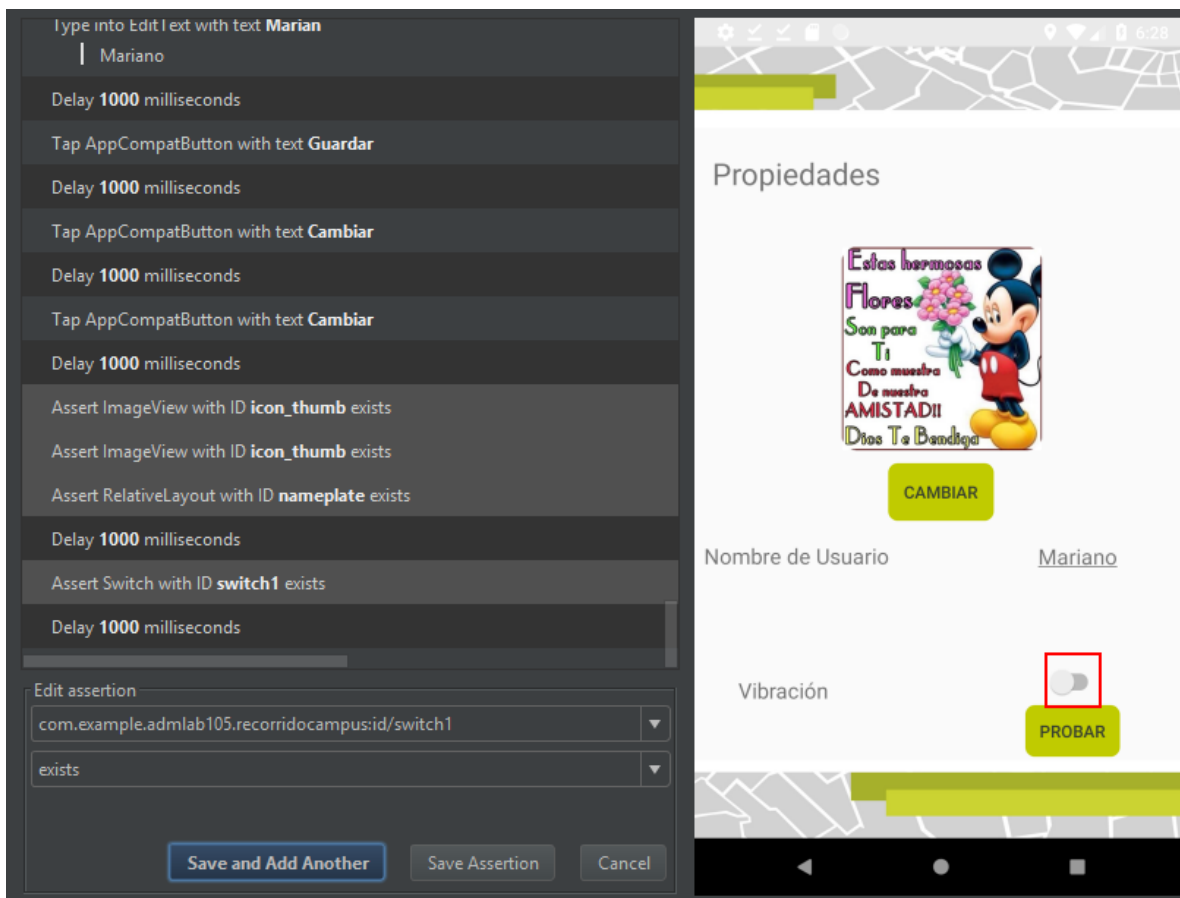 Type into EditText with text Marian
Mariano
Delay 1000 milliseconds
Tap AppCompatButton with text Guardar
Delay 1000 milliseconds
Tap AppCompatButton with text Cambiar
Delay 1000 milliseconds
Tap AppCompatButton with text Cambiar
Delay 1000 milliseconds
Assert ImageView with ID icon_thumb exists
Assert ImageView with ID icon_thumb exists
Assert RelativeLayout with ID nameplate exists
Delay 1000 milliseconds
Assert Switch with ID switch1 exists
Delay 1000 milliseconds
Edit assertion
com.example.admlab105.recorridocampus:id/switch1
exists
Save and Add Another
Save Assertion
Cancel
6:28
Propiedades
Estas hermosas
Flores
Son para
Ti
Como muestra
De nuestra
AMISTAD!!
Dios Te Bendiga
CAMBIAR
Nombre de Usuario
Mariano
Vibración
PROBAR